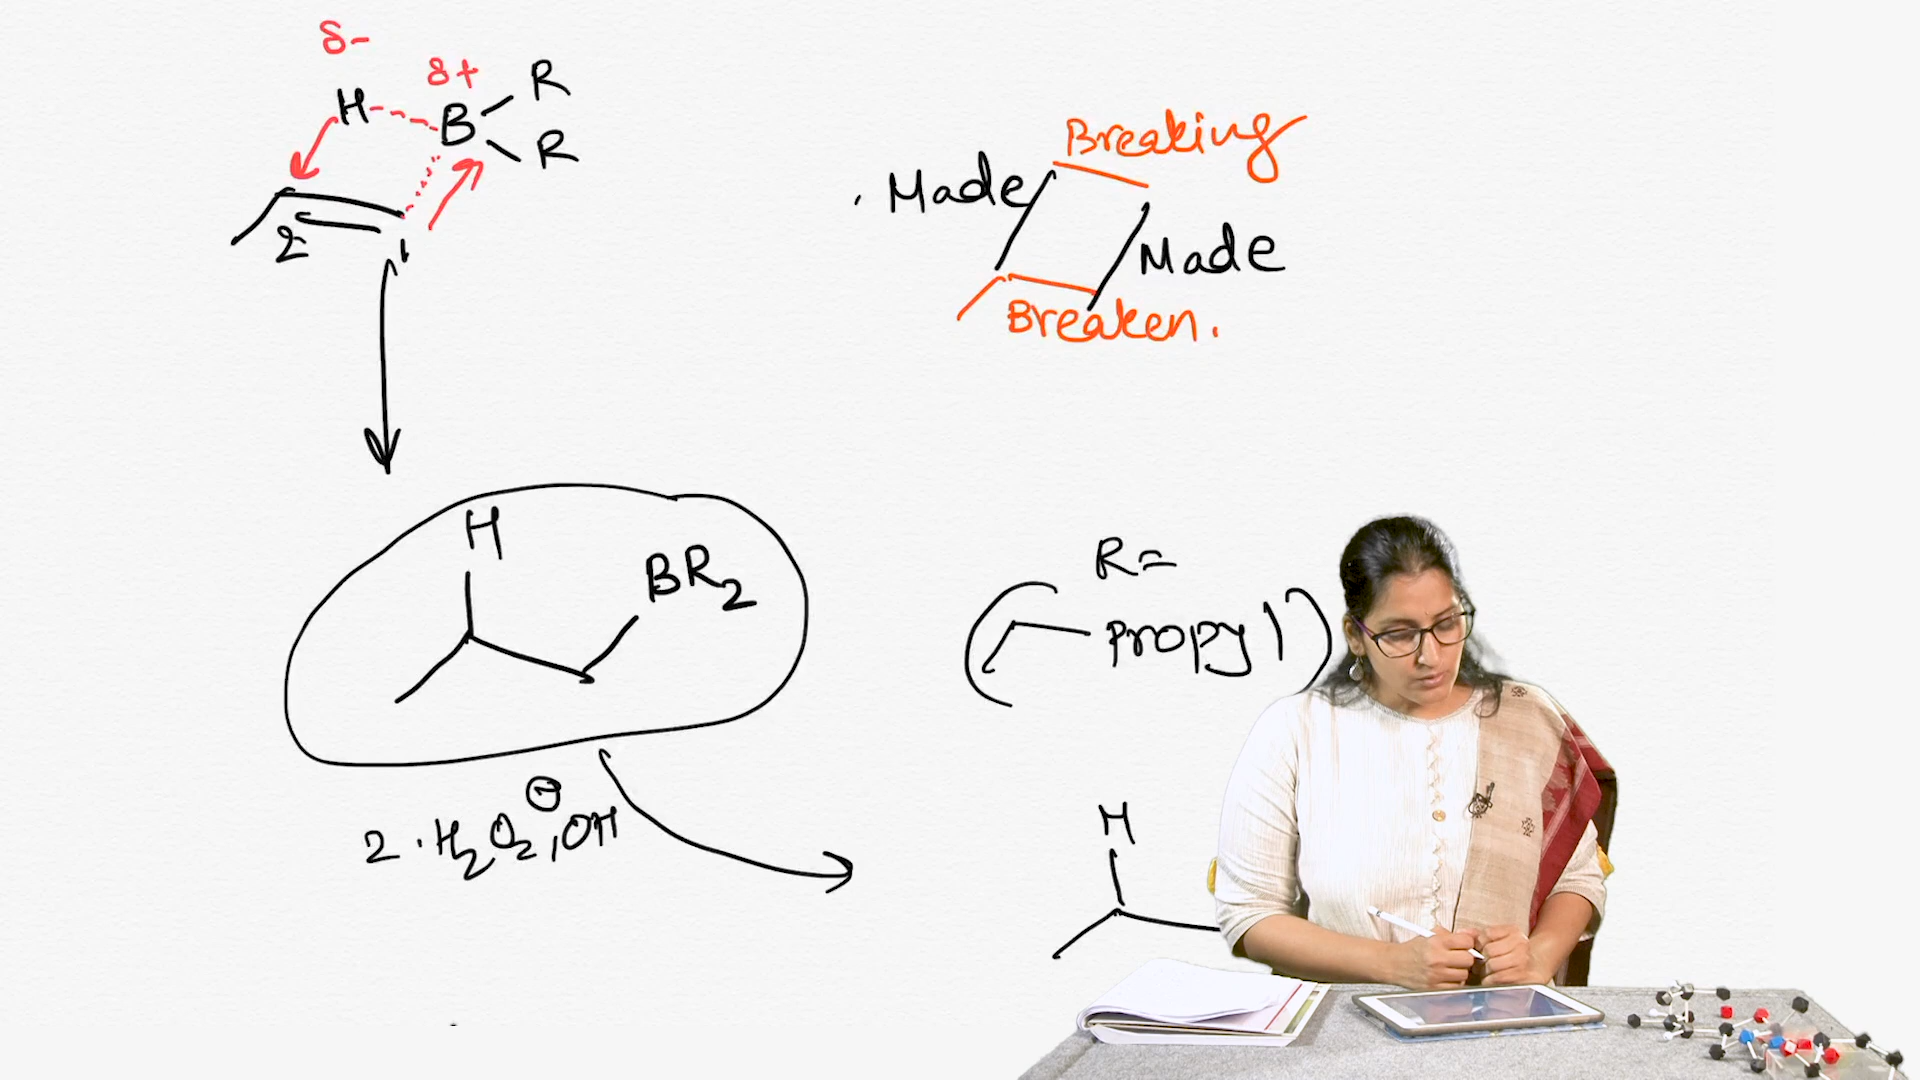 δ-
δ+
H
B
R
R
2
1
Breaking
Made
Made
Breaken.
H
BR2
R=
Propyl
2. H2O2, ⊖OH
H